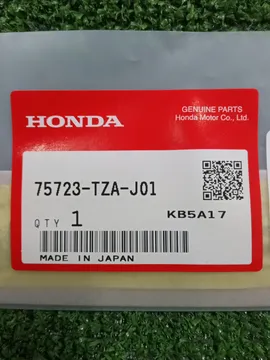 GENUINE PARTS
Honda Motor Co., Ltd.
HONDA
75723-TZA-J01
QTY 1
KB5A17
MADE IN JAPAN